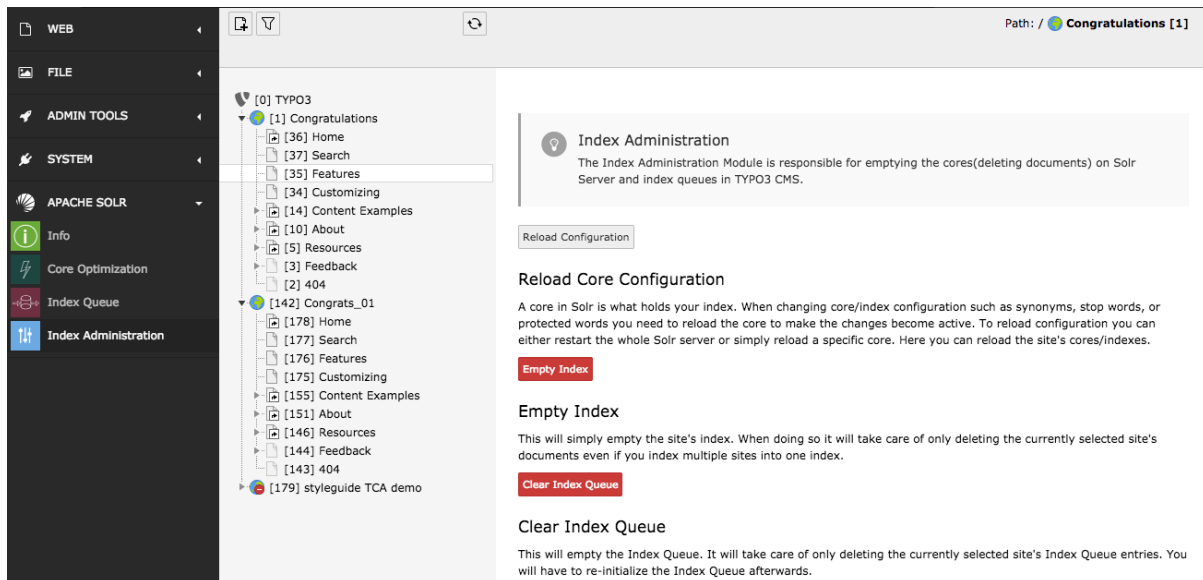 WEB
FILE
ADMIN TOOLS
SYSTEM
APACHE SOLR
Info
Core Optimization
Index Queue
Index Administration
[0] TYPO3
[1] Congratulations
[36] Home
[37] Search
[35] Features
[34] Customizing
[14] Content Examples
[10] About
[5] Resources
[3] Feedback
[2] 404
[142] Congrats_01
[178] Home
[177] Search
[176] Features
[175] Customizing
[155] Content Examples
[151] About
[146] Resources
[144] Feedback
[143] 404
[179] styleguide TCA demo
Path: / Congratulations [1]
Index Administration
The Index Administration Module is responsible for emptying the cores(deleting documents) on Solr
Server and index queues in TYPO3 CMS.
Reload Configuration
Reload Core Configuration
A core in Solr is what holds your index. When changing core/index configuration such as synonyms, stop words, or
protected words you need to reload the core to make the changes become active. To reload configuration you can
either restart the whole Solr server or simply reload a specific core. Here you can reload the site's cores/indexes.
Empty Index
Empty Index
This will simply empty the site's index. When doing so it will take care of only deleting the currently selected site's
documents even if you index multiple sites into one index.
Clear Index Queue
Clear Index Queue
This will empty the Index Queue. It will take care of only deleting the currently selected site's Index Queue entries. You
will have to re-initialize the Index Queue afterwards.